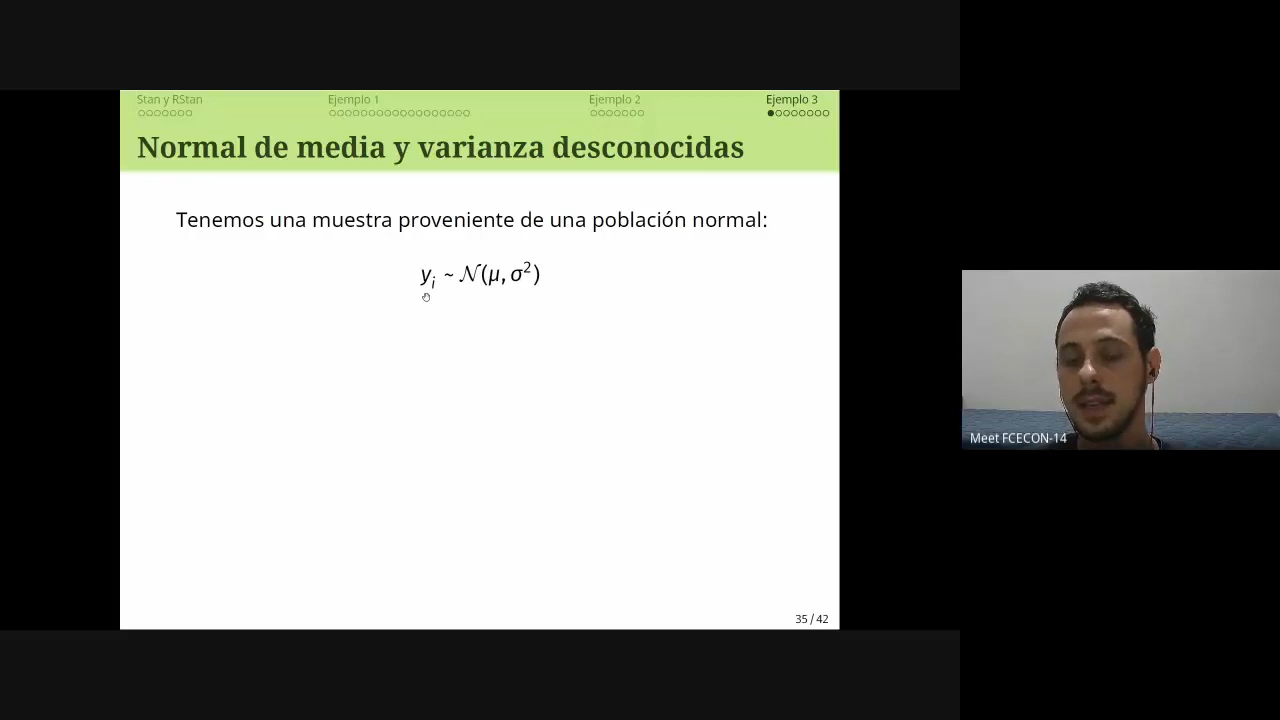 Stan y RStan Ejemplo 1 Ejemplo 2 Ejemplo 3
Normal de media y varianza desconocidas
Tenemos una muestra proveniente de una población normal:
yᵢ ~ 𝒩(μ, σ²)
35 / 42
Meet FCECON-14